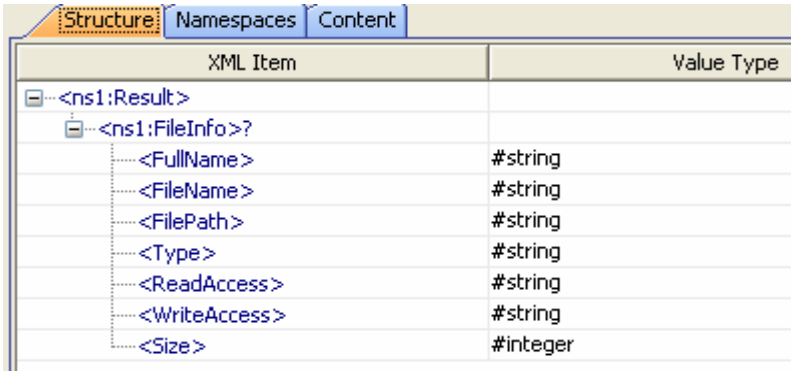 Structure Namespaces Content
XML Item Value Type
<ns1:Result>
<ns1:FileInfo>?
<FullName> #string
<FileName> #string
<FilePath> #string
<Type> #string
<ReadAccess> #string
<WriteAccess> #string
<Size> #integer